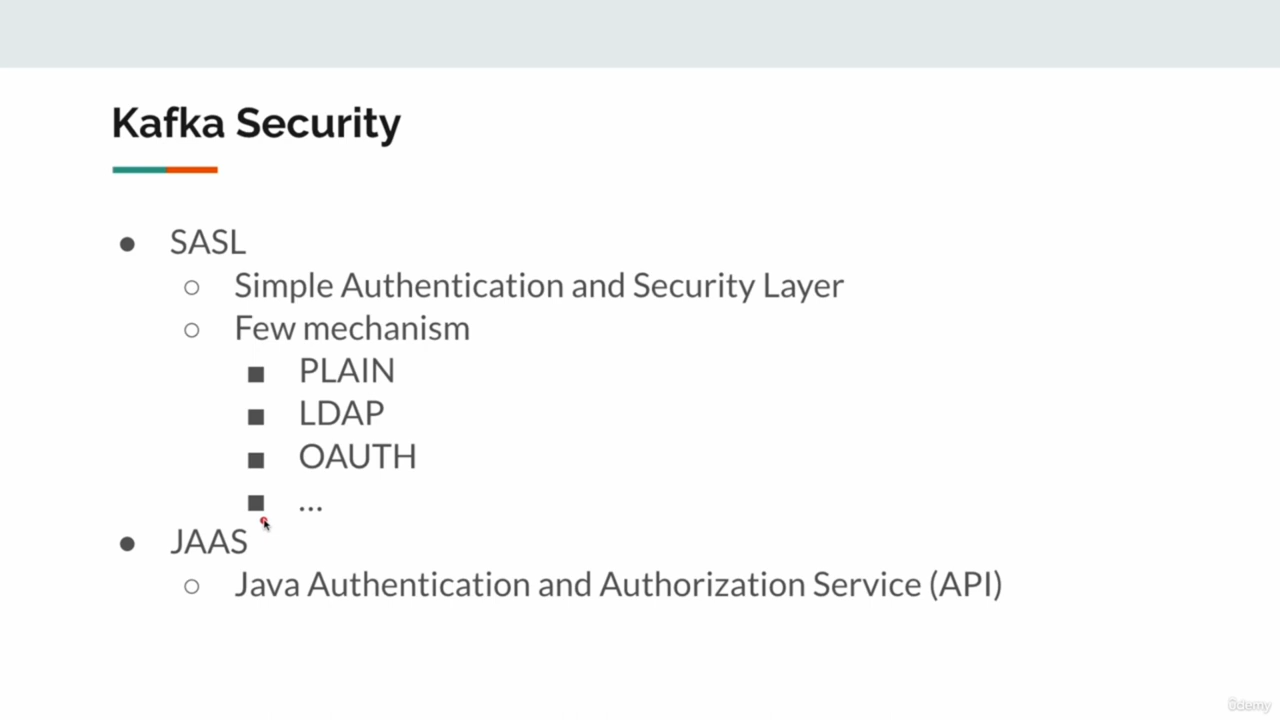 Kafka Security
● SASL
○ Simple Authentication and Security Layer
○ Few mechanism
■ PLAIN
■ LDAP
■ OAUTH
■ ...
● JAAS
○ Java Authentication and Authorization Service (API)
ûdemy